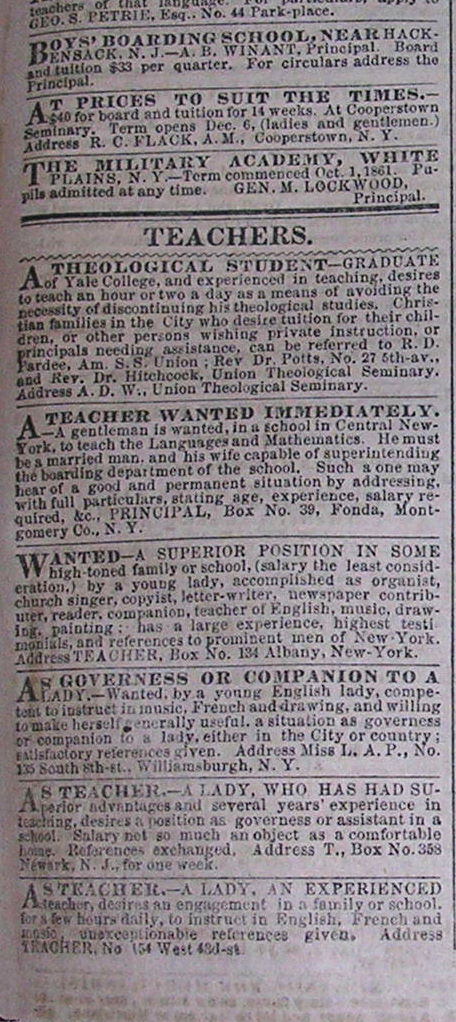 teachers of that language. For particulars, apply to
GEO. S. PETRIE, Esq.. No. 44 Park-place.
BOYS' BOARDING SCHOOL, NEAR HACK-
ENSACK, N. J.—A. B. WINANT, Principal. Board
and tuition $33 per quarter. For circulars address the
Principal.
AT PRICES TO SUIT THE TIMES.—
$40 for board and tuition for 14 weeks. At Cooperstown
Seminary. Term opens Dec. 6, (ladies and gentlemen.)
Address R. C. FLACK, A.M., Cooperstown, N. Y.
THE MILITARY ACADEMY, WHITE
PLAINS, N. Y.—Term commenced Oct. 1, 1861. Pu-
pils admitted at any time. GEN. M. LOCKWOOD,
Principal.
TEACHERS.
A THEOLOGICAL STUDENT—GRADUATE
of Yale College, and experienced in teaching, desires
to teach an hour or two a day as a means of avoiding the
necessity of discontinuing his theological studies. Chris-
tian families in the City who desire tuition for their chil-
dren, or other persons wishing private instruction, or
principals needing assistance, can be referred to R. D.
Pardee, Am. S. S. Union; Rev Dr. Potts, No. 27 5th-av.,
and Rev. Dr. Hitchcock, Union Theological Seminary.
Address A. D. W., Union Theological Seminary.
A TEACHER WANTED IMMEDIATELY.
—A gentleman is wanted, in a school in Central New-
York, to teach the Languages and Mathematics. He must
be a married man, and his wife capable of superintending
the boarding department of the school. Such a one may
hear of a good and permanent situation by addressing,
with full particulars, stating age, experience, salary re-
quired, &c., PRINCIPAL, Box No. 39, Fonda, Mont-
gomery Co., N. Y.
WANTED—A SUPERIOR POSITION IN SOME
high-toned family or school, (salary the least consid-
eration,) by a young lady, accomplished as organist,
church singer, copyist, letter-writer, newspaper contrib-
uter, reader, companion, teacher of English, music, draw-
ing, painting; has a large experience, highest testi-
monials, and references to prominent men of New-York.
Address TEACHER, Box No. 134 Albany, New-York.
AS GOVERNESS OR COMPANION TO A
LADY.—Wanted, by a young English lady, compe-
tent to instruct in music, French and drawing, and willing
to make herself generally useful, a situation as governess
or companion to a lady, either in the City or country;
satisfactory references given. Address Miss L. A. P., No.
135 South 8th-st., Williamsburgh, N. Y.
AS TEACHER.—A LADY, WHO HAS HAD SU-
perior advantages and several years' experience in
teaching, desires a position as governess or assistant in a
school. Salary not so much an object as a comfortable
home. References exchanged. Address T., Box No. 358
Newark, N. J., for one week.
AS TEACHER.—A LADY, AN EXPERIENCED
teacher, desires an engagement in a family or school,
for a few hours daily, to instruct in English, French and
music; unexceptionable references given. Address
TEACHER, No 154 West 43d-st.